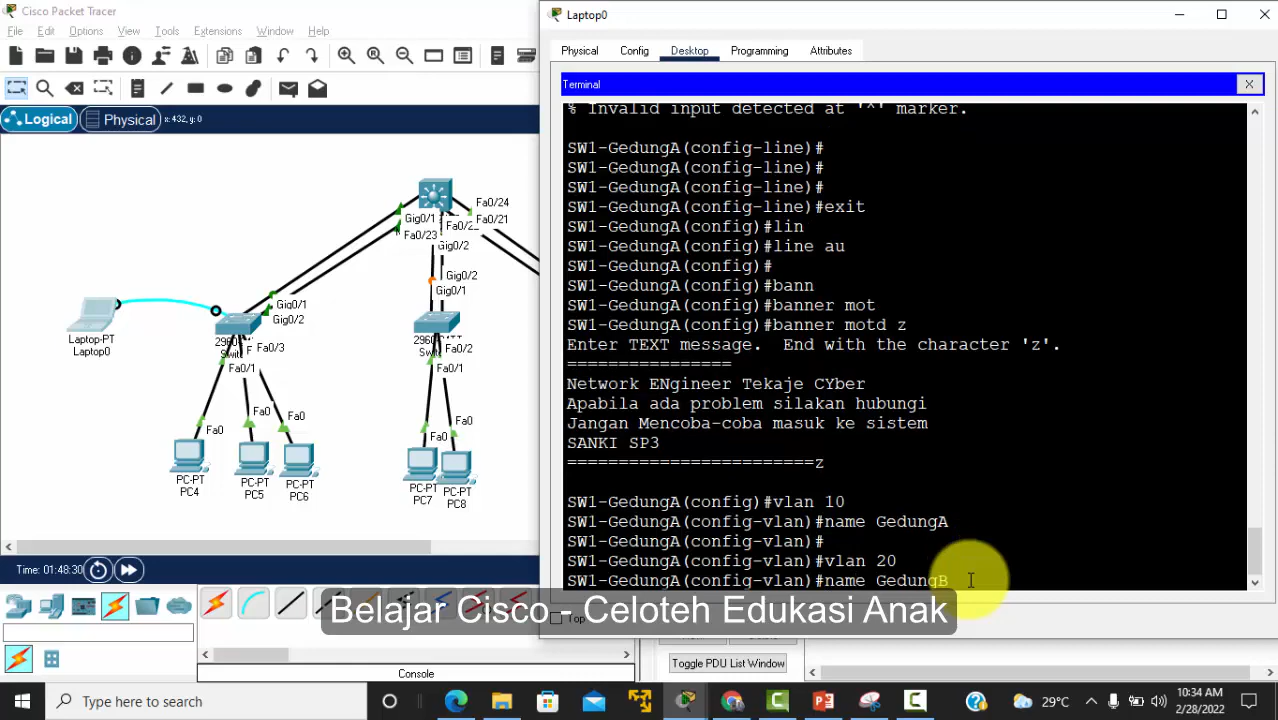 Cisco Packet Tracer
File Edit Options View Tools Extensions Window Help
Logical
Physical
x: 432, y: 0
Fa0/24
Gig0/1
Fa0/21
Fa0/23
Gig0/2
Gig0/2
Gig0/1
Gig0/1
Gig0/2
Laptop-PT
Laptop0
Fa0/3
Fa0/2
Fa0/1
Fa0/1
Fa0
Fa0
Fa0
Fa0
Fa0
PC-PT
PC4
PC-PT
PC5
PC-PT
PC6
PC-PT
PC7
PC-PT
PC8
Time: 01:48:30
Console
Laptop0
Physical Config Desktop Programming Attributes
Terminal X
% Invalid input detected at '^' marker.
SW1-GedungA(config-line)#
SW1-GedungA(config-line)#
SW1-GedungA(config-line)#
SW1-GedungA(config-line)#exit
SW1-GedungA(config)#lin
SW1-GedungA(config)#line au
SW1-GedungA(config)#
SW1-GedungA(config)#bann
SW1-GedungA(config)#banner mot
SW1-GedungA(config)#banner motd z
Enter TEXT message.  End with the character 'z'.
================
Network ENgineer Tekaje CYber
Apabila ada problem silakan hubungi
Jangan Mencoba-coba masuk ke sistem
SANKI SP3
========================z
SW1-GedungA(config)#vlan 10
SW1-GedungA(config-vlan)#name GedungA
SW1-GedungA(config-vlan)#
SW1-GedungA(config-vlan)#vlan 20
SW1-GedungA(config-vlan)#name GedungB
Belajar Cisco - Celoteh Edukasi Anak
Top
Toggle PDU List Window
Type here to search
29°C
10:34 AM
2/28/2022